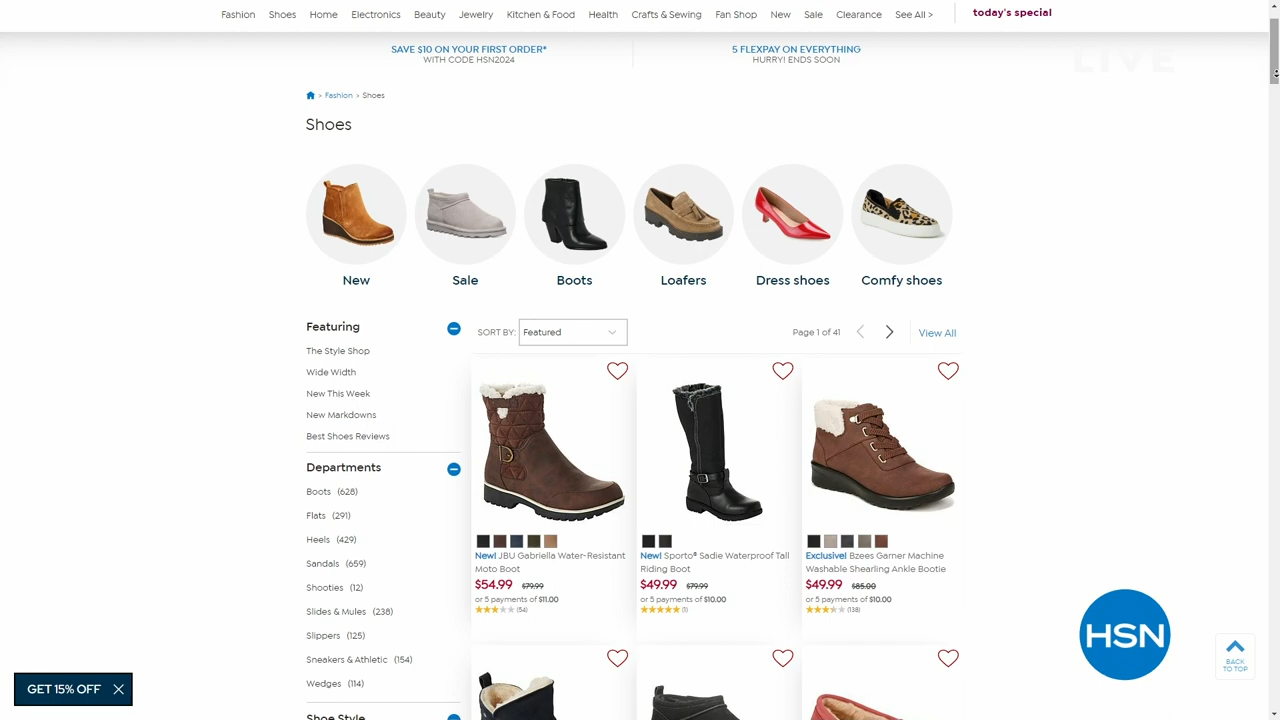 Fashion Shoes Home Electronics Beauty Jewelry Kitchen & Food Health Crafts & Sewing Fan Shop New Sale Clearance See All > today's special
SAVE $10 ON YOUR FIRST ORDER* 5 FLEXPAY ON EVERYTHING
WITH CODE HSN2024 HURRY! ENDS SOON
LIVE
> Fashion > Shoes
Shoes
New Sale Boots Loafers Dress shoes Comfy shoes
Featuring
The Style Shop
Wide Width
New This Week
New Markdowns
Best Shoes Reviews
Departments
Boots (628)
Flats (291)
Heels (429)
Sandals (659)
Shooties (12)
Slides & Mules (238)
Slippers (125)
Sneakers & Athletic (154)
Wedges (114)
Shoe Style
SORT BY: Featured Page 1 of 41 View All
New! JBU Gabriella Water-Resistant
Moto Boot
$54.99 $79.99
or 5 payments of $11.00
(54)
New! Sporto® Sadie Waterproof Tall
Riding Boot
$49.99 $79.99
or 5 payments of $10.00
(1)
Exclusive! Bzees Garner Machine
Washable Shearling Ankle Bootie
$49.99 $85.00
or 5 payments of $10.00
(138)
HSN
BACK
TO TOP
GET 15% OFF